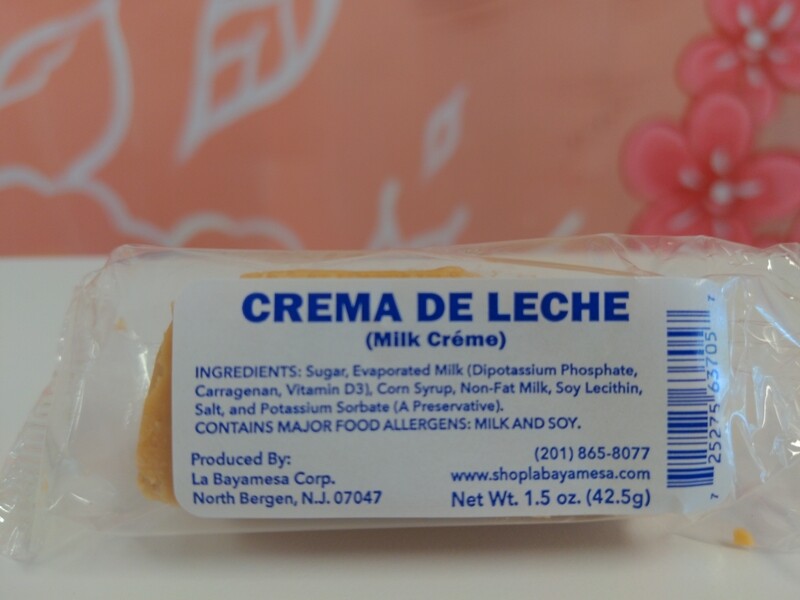 CREMA DE LECHE
(Milk Créme)
INGREDIENTS: Sugar, Evaporated Milk (Dipotassium Phosphate,
Carragenan, Vitamin D3), Corn Syrup, Non-Fat Milk, Soy Lecithin,
Salt, and Potassium Sorbate (A Preservative).
CONTAINS MAJOR FOOD ALLERGENS: MILK AND SOY.
Produced By:
La Bayamesa Corp.
North Bergen, N.J. 07047
(201) 865-8077
www.shoplabayamesa.com
Net Wt. 1.5 oz. (42.5g)
7 25275 63705 7